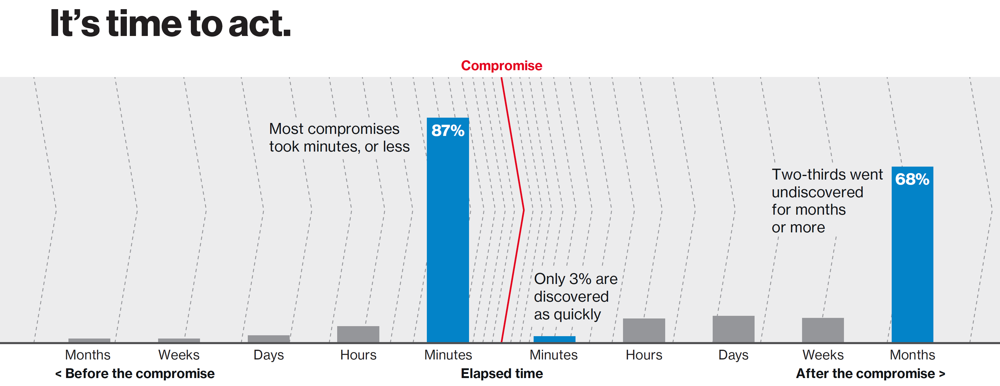 It’s time to act.
Compromise
Most compromises
took minutes, or less
87%
Only 3% are
discovered
as quickly
Two-thirds went
undiscovered
for months
or more
68%
Months Weeks Days Hours Minutes Minutes Hours Days Weeks Months
< Before the compromise Elapsed time After the compromise >